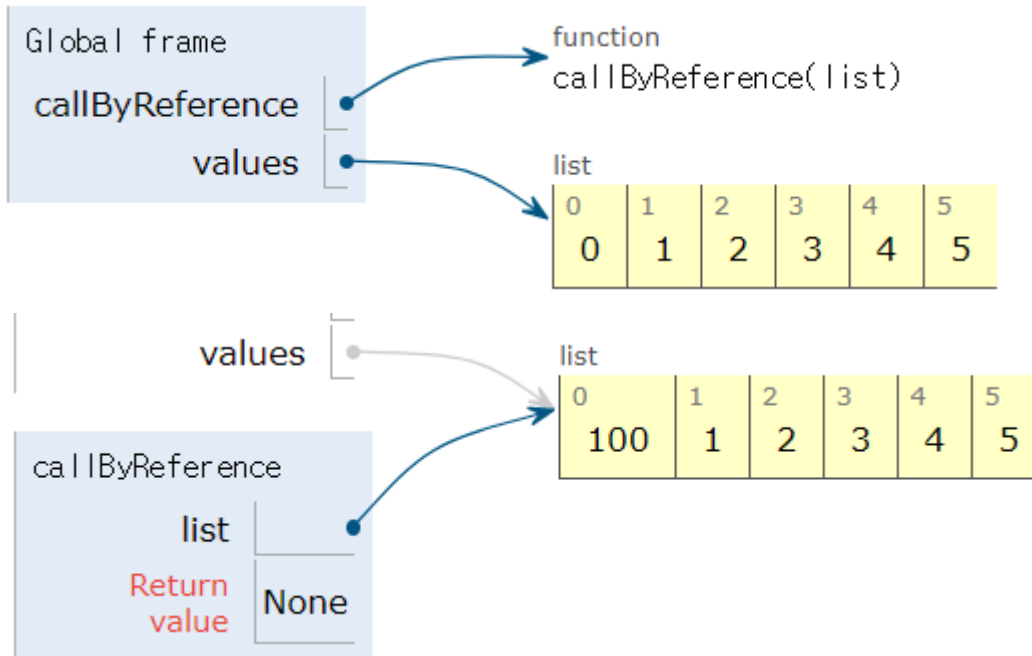 Global frame
callByReference
values
function
callByReference(list)
list
0 1 2 3 4 5
0 1 2 3 4 5
values
list
0 1 2 3 4 5
100 1 2 3 4 5
callByReference
list
Return
value
None